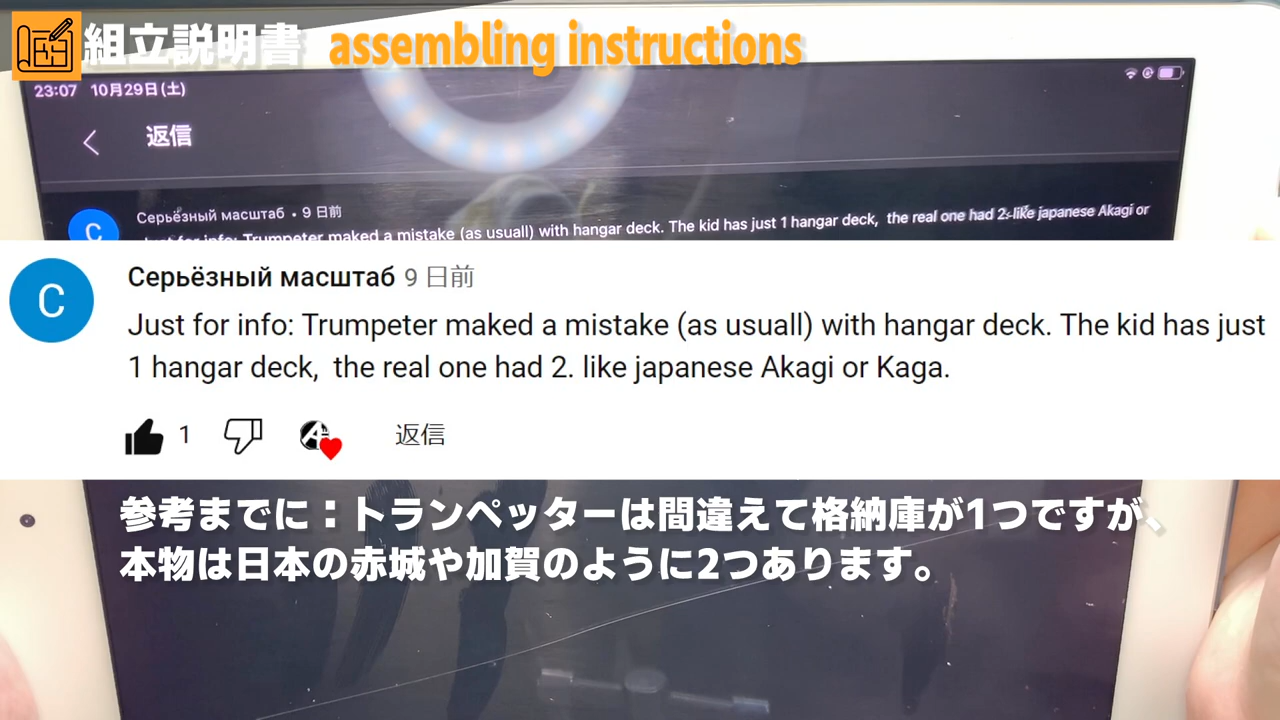 組立説明書 assembling instructions
23:07 10月29日(土)
返信
Серьёзный масштаб • 9 日前
Just for info: Trumpeter maked a mistake (as usuall) with hangar deck. The kid has just 1 hangar deck, the real one had 2. like japanese Akagi or
С
Серьёзный масштаб 9 日前
С
Just for info: Trumpeter maked a mistake (as usuall) with hangar deck. The kid has just
1 hangar deck, the real one had 2. like japanese Akagi or Kaga.
1 返信
参考までに：トランペッターは間違えて格納庫が1つですが、
本物は日本の赤城や加賀のように2つあります。